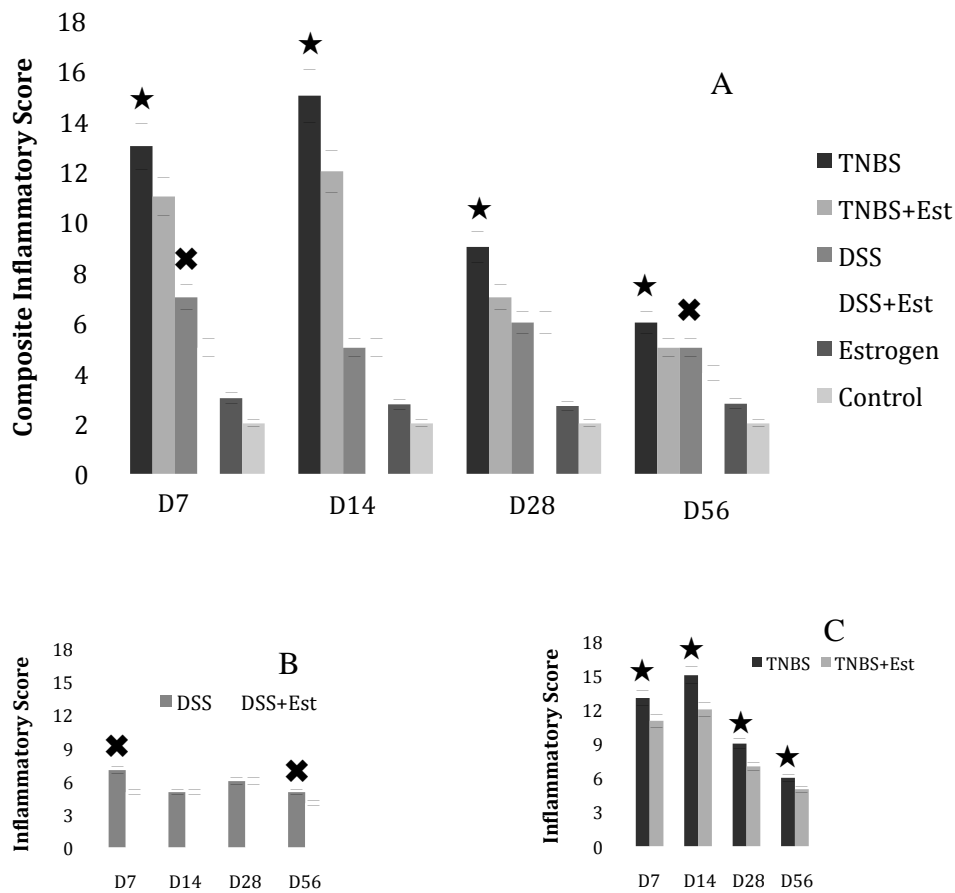 A
Composite Inflammatory Score
18
16
14
12
10
8
6
4
2
0
D7 D14 D28 D56
TNBS
TNBS+Est
DSS
DSS+Est
Estrogen
Control
B
Inflammatory Score
18
15
12
9
6
3
0
DSS DSS+Est
D7 D14 D28 D56
C
Inflammatory Score
18
15
12
9
6
3
0
TNBS TNBS+Est
D7 D14 D28 D56